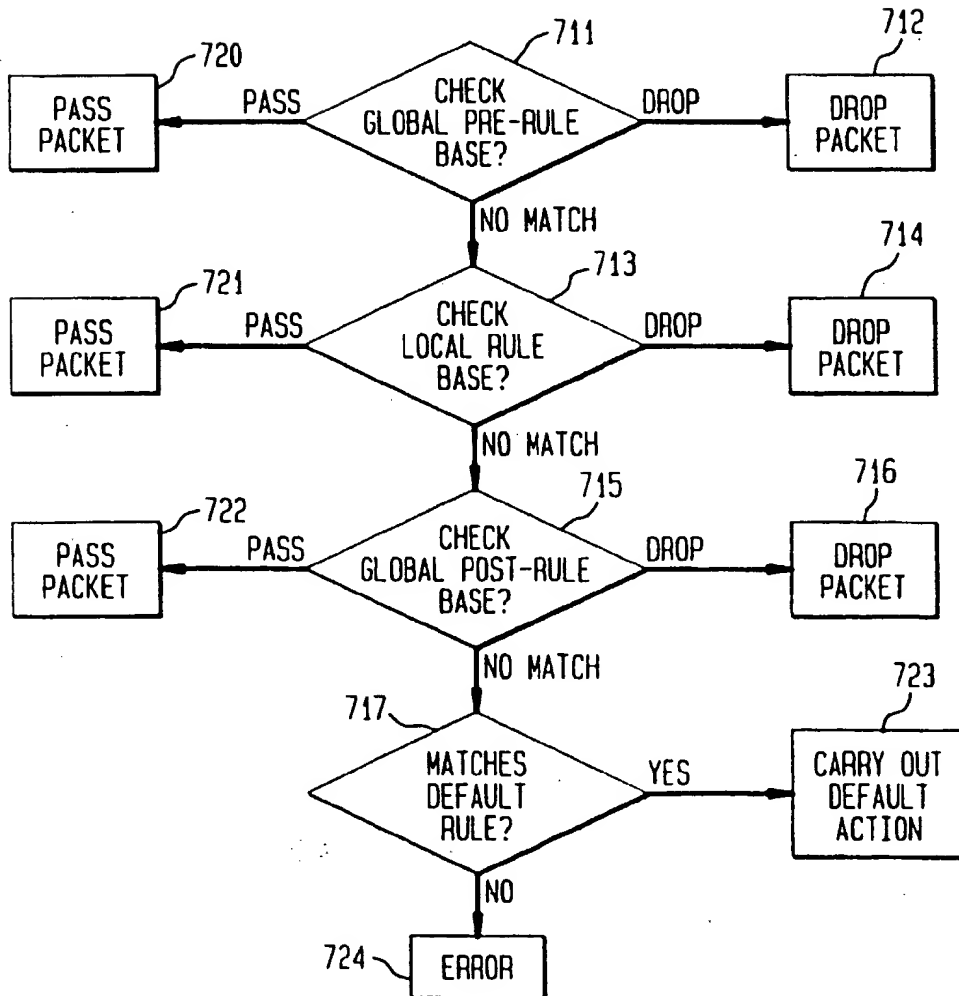 711
712
720
PASS
PACKET
PASS
CHECK
GLOBAL PRE-RULE
BASE?
DROP
DROP
PACKET
NO MATCH
713
714
721
PASS
PACKET
PASS
CHECK
LOCAL RULE
BASE?
DROP
DROP
PACKET
NO MATCH
715
716
722
PASS
PACKET
PASS
CHECK
GLOBAL POST-RULE
BASE?
DROP
DROP
PACKET
NO MATCH
717
723
MATCHES
DEFAULT
RULE?
YES
CARRY OUT
DEFAULT
ACTION
NO
724
ERROR